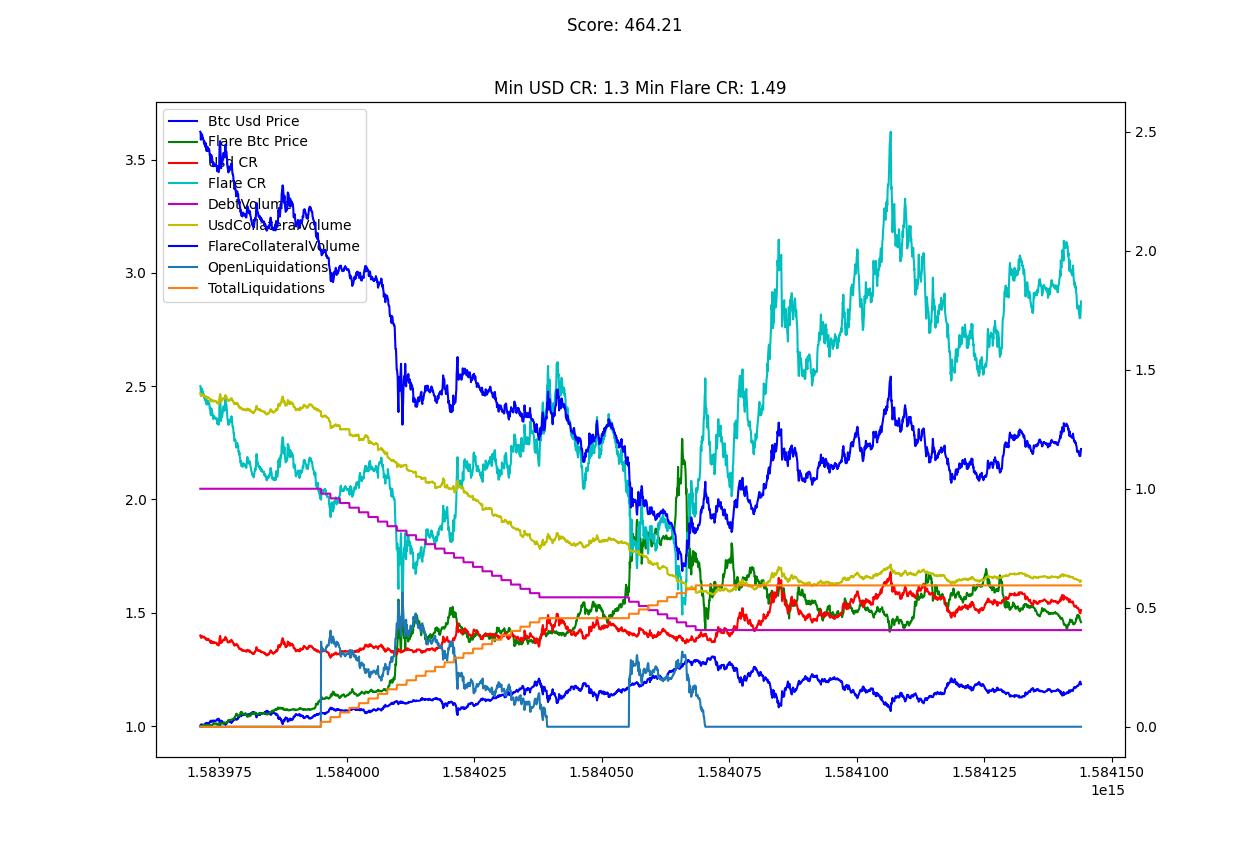 Score: 464.21
Min USD CR: 1.3 Min Flare CR: 1.49
Btc Usd Price
Flare Btc Price
Usd CR
Flare CR
DebtVolume
UsdCollateralVolume
FlareCollateralVolume
OpenLiquidations
TotalLiquidations
3.5
3.0
2.5
2.0
1.5
1.0
2.5
2.0
1.5
1.0
0.5
0.0
1.583975 1.584000 1.584025 1.584050 1.584075 1.584100 1.584125 1.584150
1e15